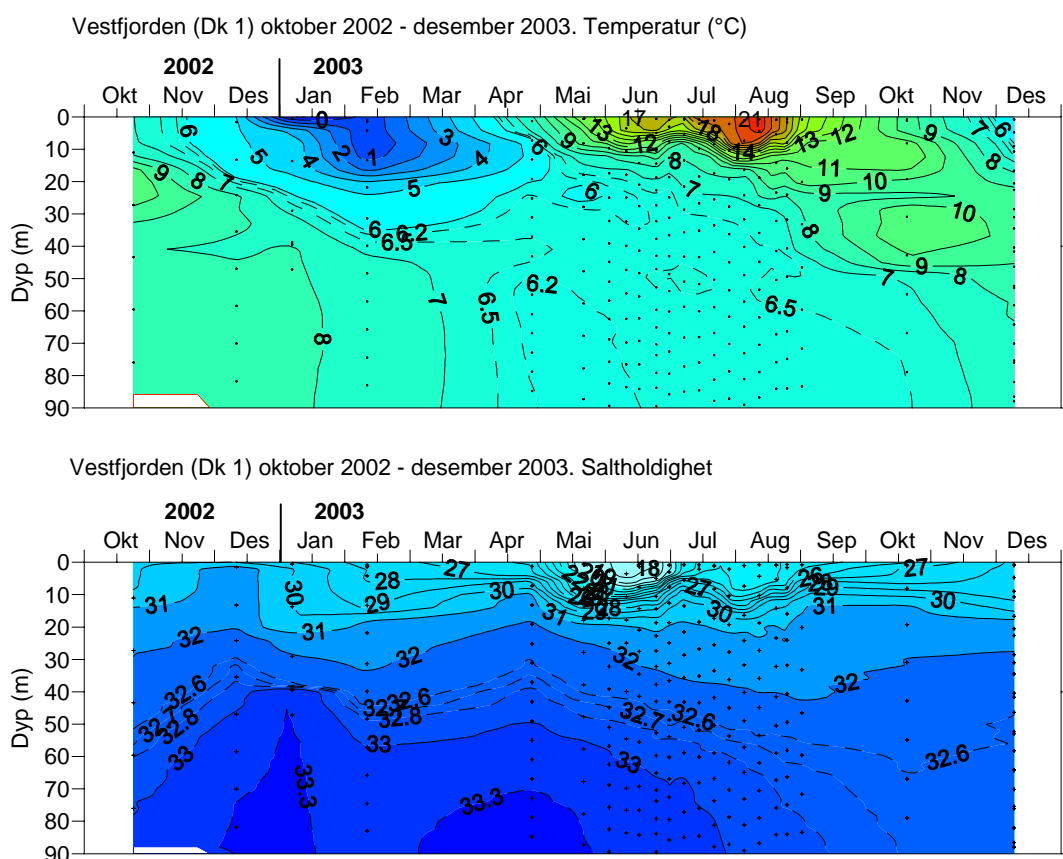 Vestfjorden (Dk 1) oktober 2002 - desember 2003. Temperatur (°C)
2002 2003
Okt Nov Des Jan Feb Mar Apr Mai Jun Jul Aug Sep Okt Nov Des
0
10
20
30
40
50
60
70
80
90
Dyp (m)
6 0 3 9 13 17 18 21 13 12 9 7 6
5 4 2 1 4 6 12 8 14 11 8
9 8 7 5 6 7 9 10
6 6.2 6.5 8 10
9 8 7
8 7 6.5 6.2 6.5
Vestfjorden (Dk 1) oktober 2002 - desember 2003. Saltholdighet
2002 2003
Okt Nov Des Jan Feb Mar Apr Mai Jun Jul Aug Sep Okt Nov Des
0
10
20
30
40
50
60
70
80
90
Dyp (m)
27 18 27
30 28 30 27 26
31 29 31 28 30 31 30
32 31 32 32 32
32.6 32.6 32.7 32.6
32.7 32.8 32.8 32.6
33 33 33
33.3 33.3